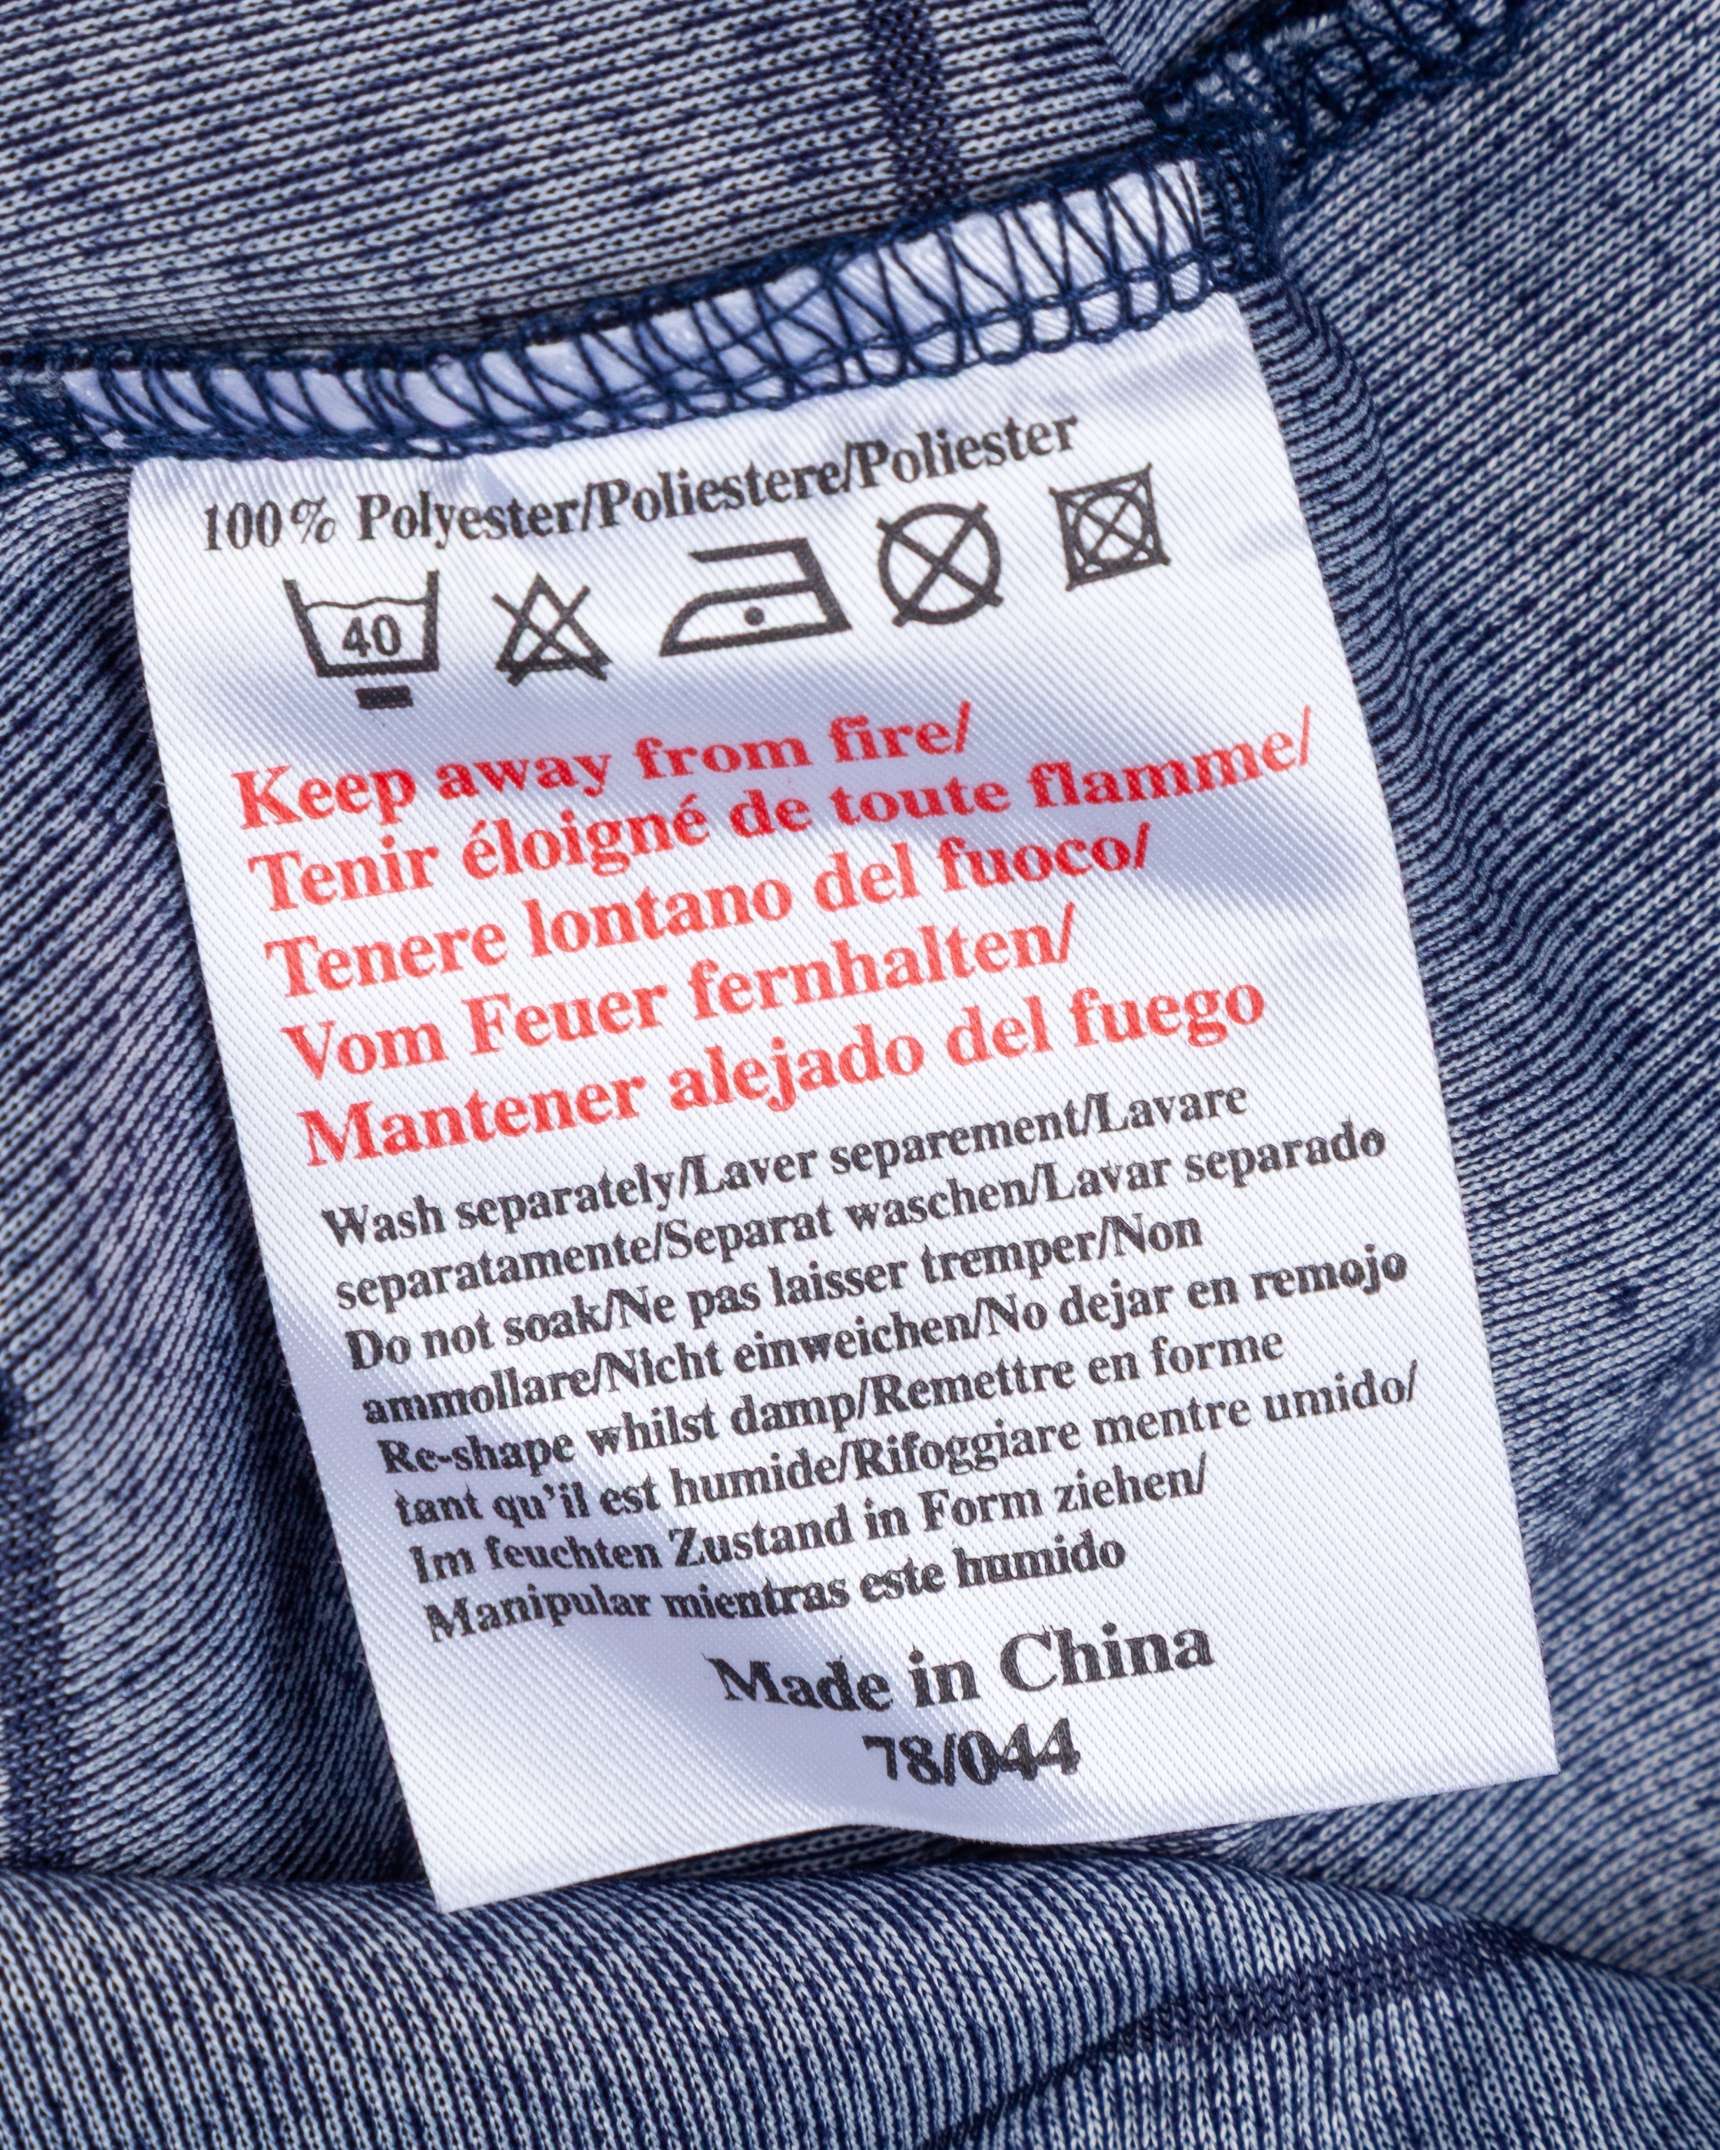 100% Polyester/Poliestere/Poliester
40
Keep away from fire/
Tenir éloigné de toute flamme/
Tenere lontano del fuoco/
Vom Feuer fernhalten/
Mantener alejado del fuego
Wash separately/Laver separement/Lavare
separatamente/Separat waschen/Lavar separado
Do not soak/Ne pas laisser tremper/Non
ammollare/Nicht einweichen/No dejar en remojo
Re-shape whilst damp/Remettre en forme
tant qu'il est humide/Rifoggiare mentre umido/
Im feuchten Zustand in Form ziehen/
Manipular mientras este humido
Made in China
78/044